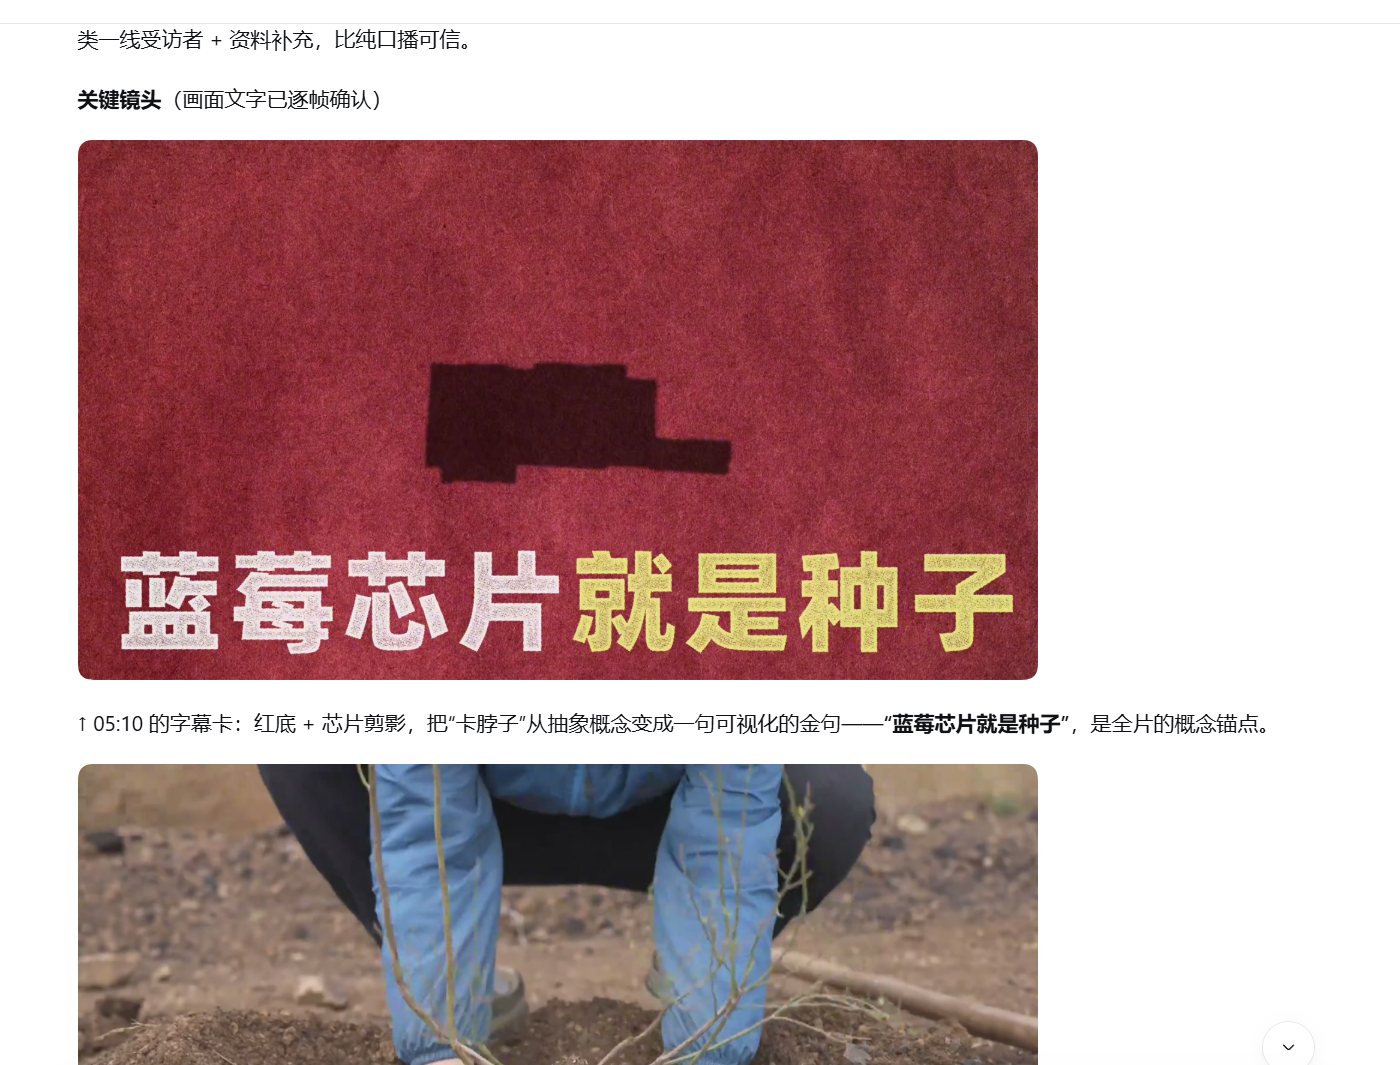 类一线受访者 + 资料补充，比纯口播可信。
关键镜头（画面文字已逐帧确认）
蓝莓芯片就是种子
↑ 05:10 的字幕卡：红底 + 芯片剪影，把“卡脖子”从抽象概念变成一句可视化的金句——“蓝莓芯片就是种子”，是全片的概念锚点。